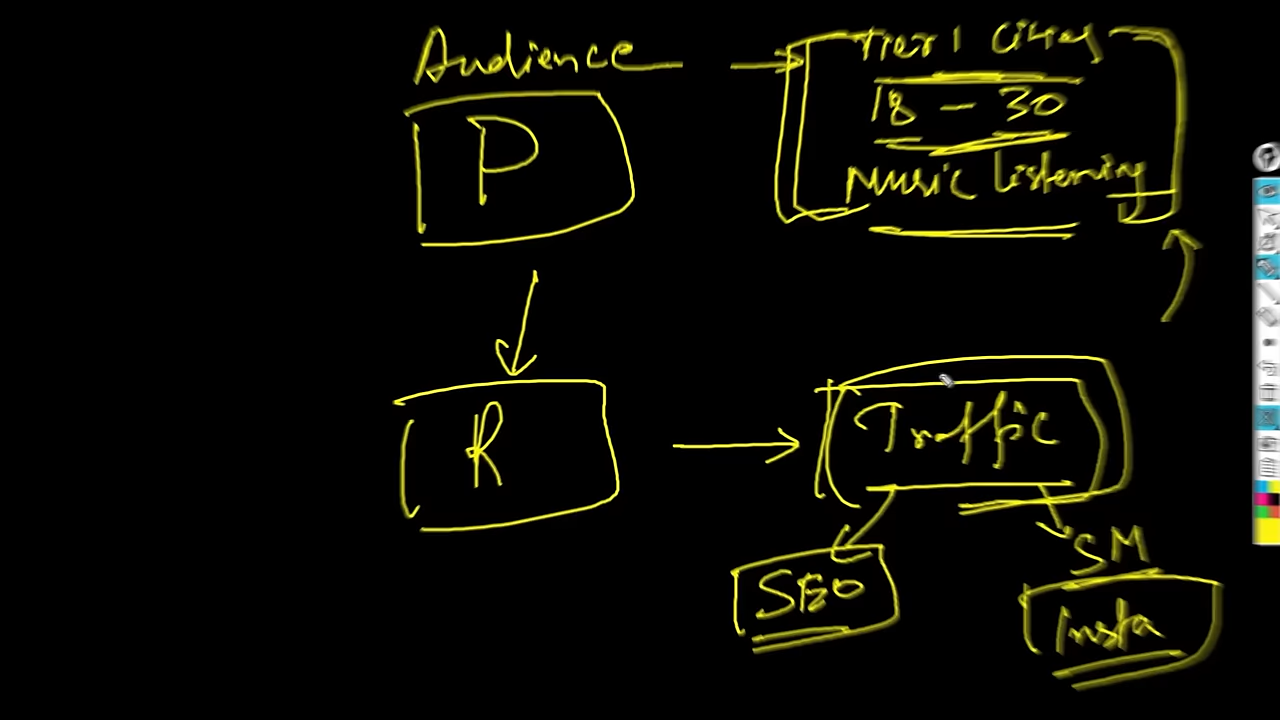 Audience
Tier 1 cities
18 - 30
P
Music listening
R
Traffic
SM
SEO
Insta